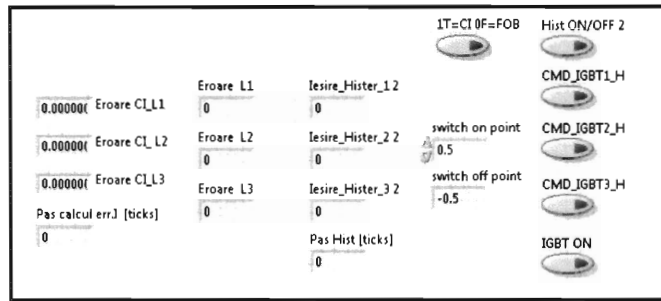 1T=CI 0F=FOB Hist ON/OFF 2
CMD_IGBT1_H
Eroare L1 Iesire_Hister_1 2
0.00000( Eroare CI_L1 0 0
CMD_IGBT2_H
switch on point
Eroare L2 Iesire_Hister_2 2
0.00000( Eroare CI_ L2 0 0 0.5
switch off point
CMD_IGBT3_H
0.00000( Eroare CI_L3 Eroare L3 Iesire_Hister_3 2
-0.5
Pas calcul err.] [ticks] 0 0
0
Pas Hist [ticks]
IGBT ON
0